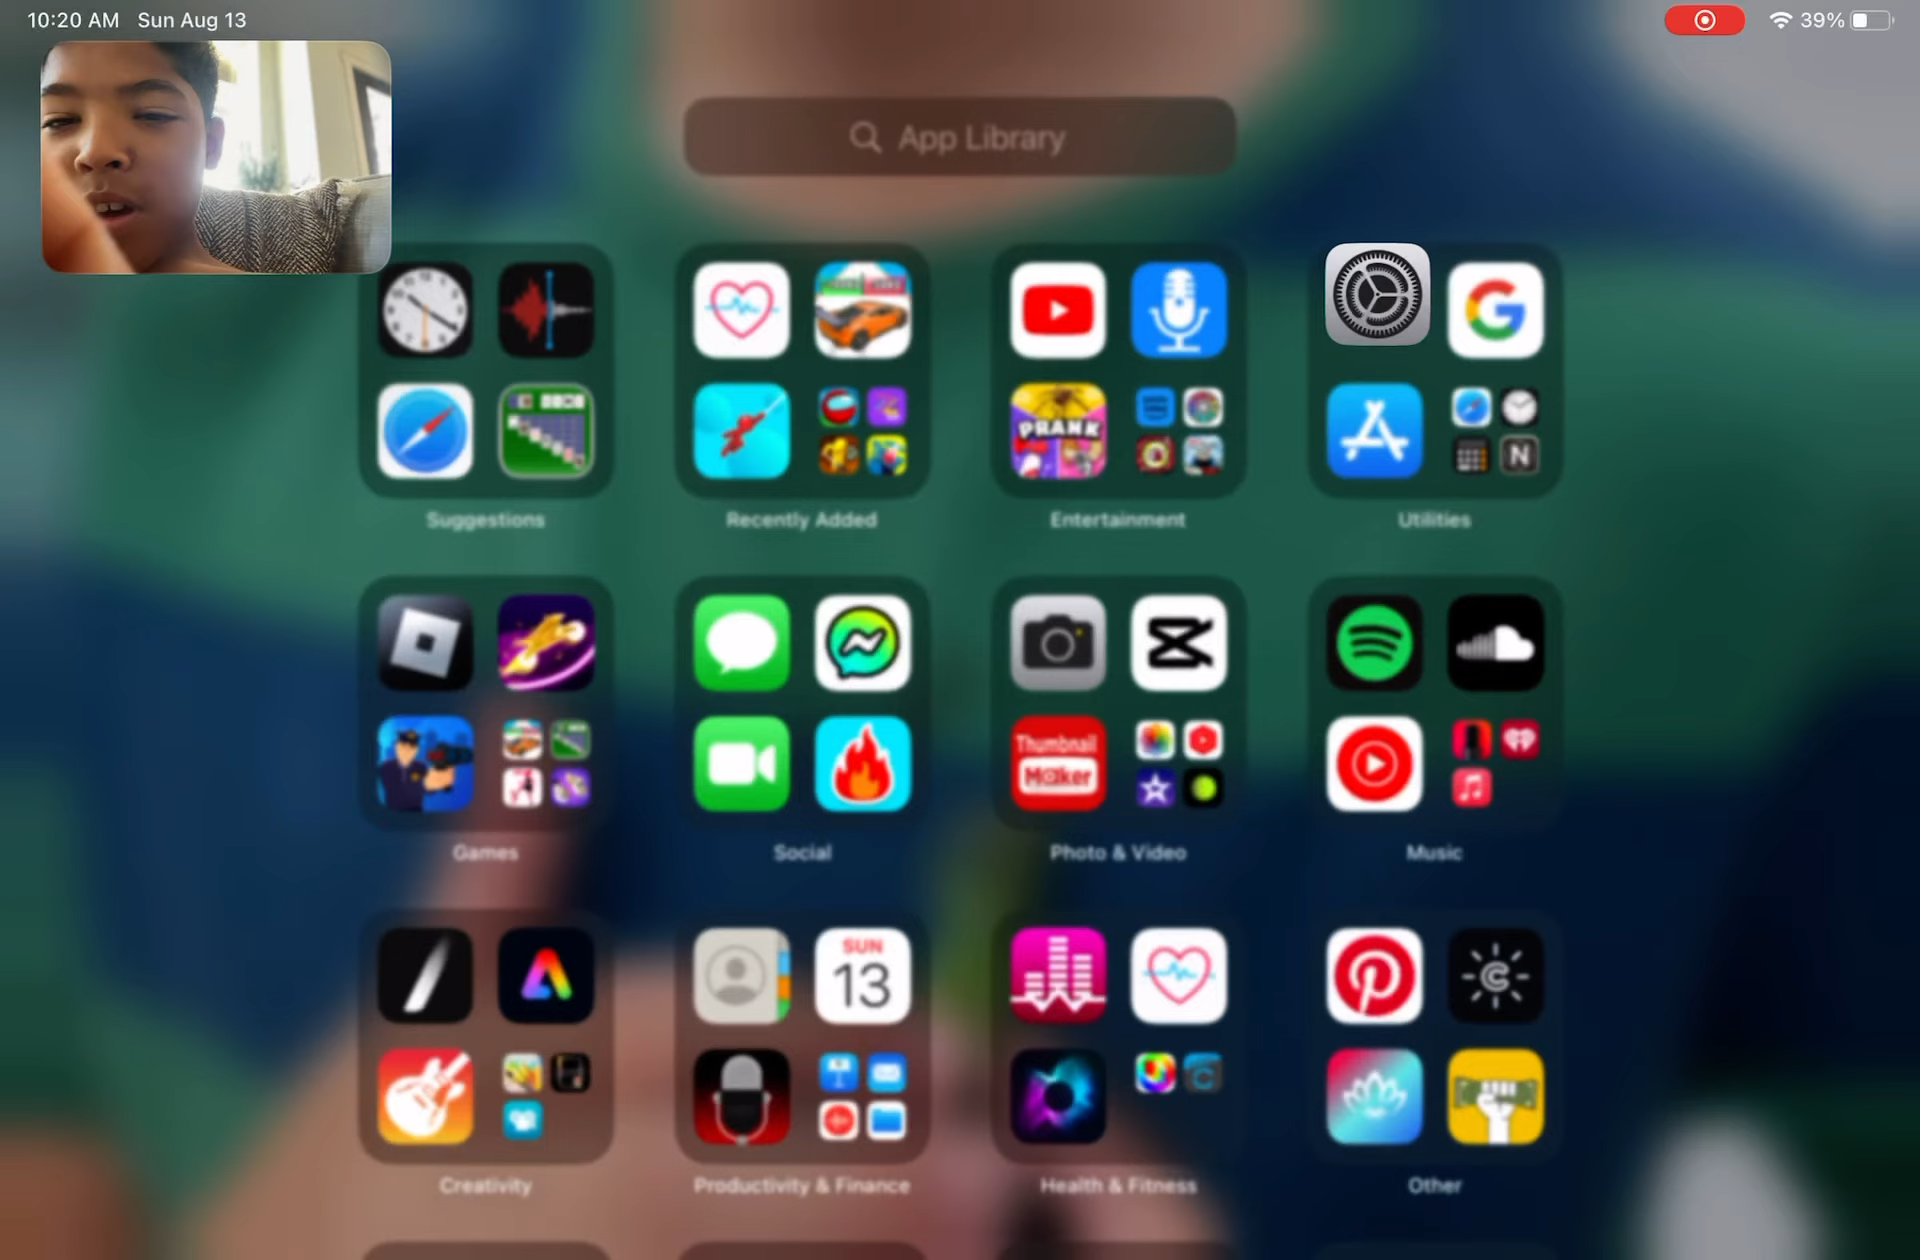 10:20 AM Sun Aug 13
39%
App Library
G
PRANK
N
Suggestions
Recently Added
Entertainment
Utilities
Thumbnail
Maker
Games
Social
Photo & Video
Music
SUN
13
Creativity
Productivity & Finance
Health & Fitness
Other